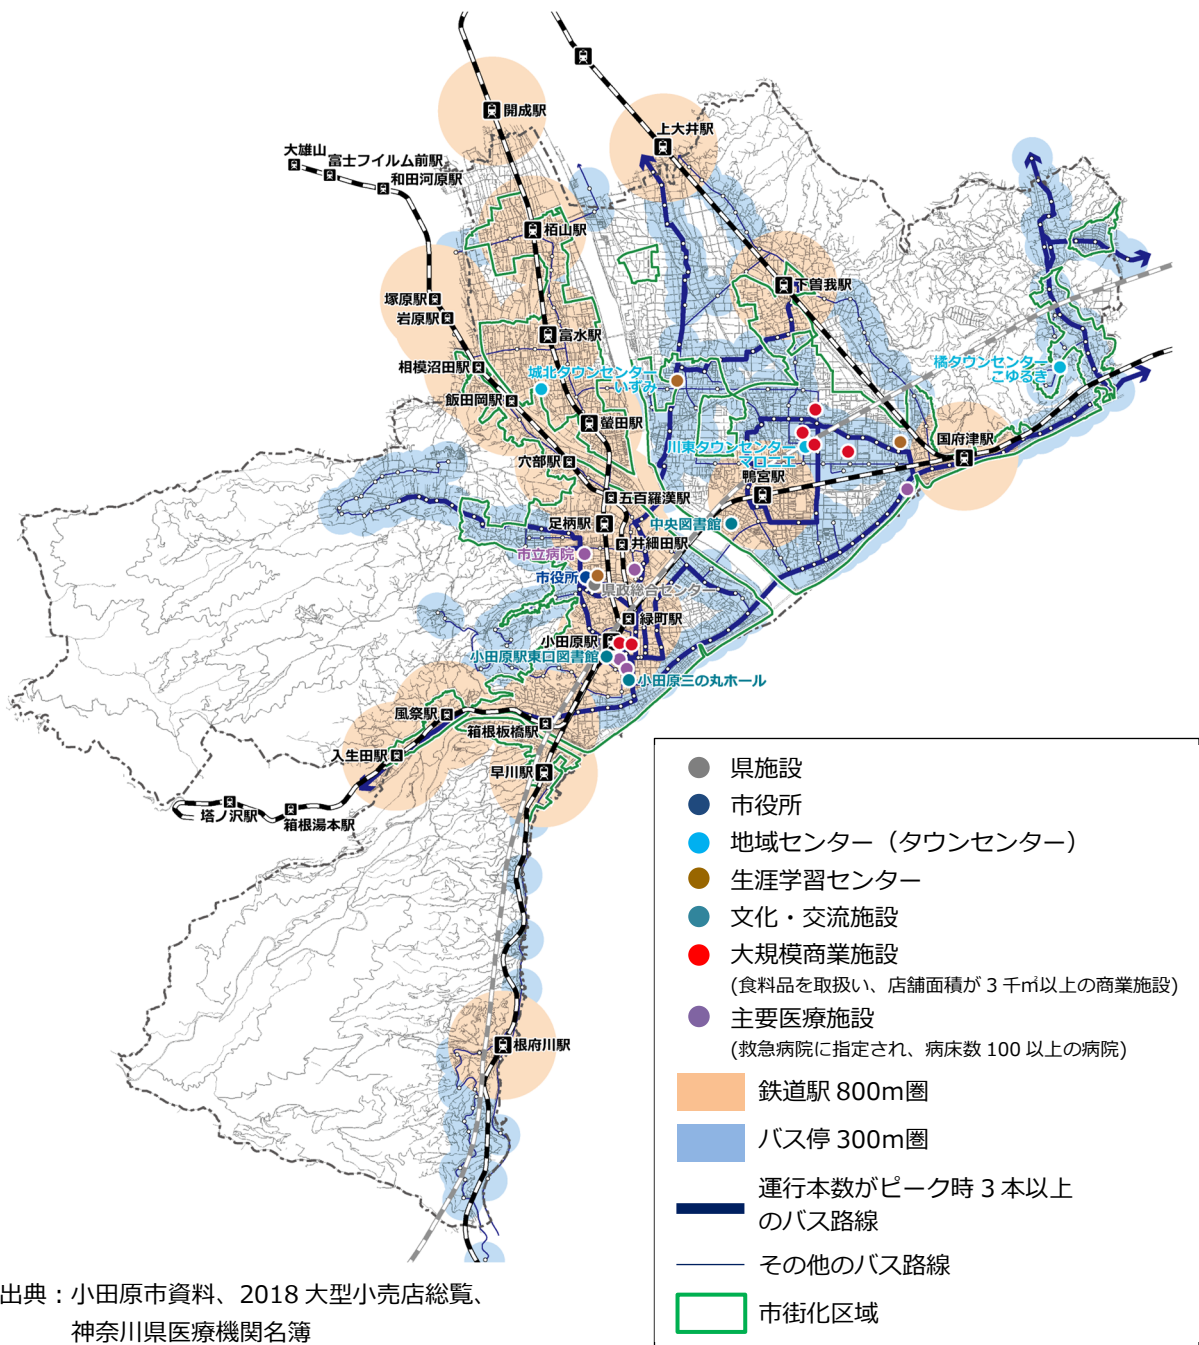 開成駅
上大井駅
大雄山
富士フイルム前駅
和田河原駅
栢山駅
下曽我駅
塚原駅
岩原駅
富水駅
相模沼田駅
城北タウンセンター
いずみ
橘タウンセンター
こゆるぎ
飯田岡駅
螢田駅
川東タウンセンター
マロニエ
国府津駅
穴部駅
鴨宮駅
五百羅漢駅
足柄駅
中央図書館
井細田駅
市立病院
市役所
県政総合センター
緑町駅
小田原駅
小田原駅東口図書館
小田原三の丸ホール
風祭駅
箱根板橋駅
入生田駅
早川駅
塔ノ沢駅
箱根湯本駅
根府川駅
県施設
市役所
地域センター（タウンセンター）
生涯学習センター
文化・交流施設
大規模商業施設
(食料品を取扱い、店舗面積が 3 千㎡以上の商業施設)
主要医療施設
(救急病院に指定され、病床数 100 以上の病院)
鉄道駅 800m圏
バス停 300m圏
運行本数がピーク時 3 本以上
のバス路線
その他のバス路線
市街化区域
出典：小田原市資料、2018 大型小売店総覧、
神奈川県医療機関名簿